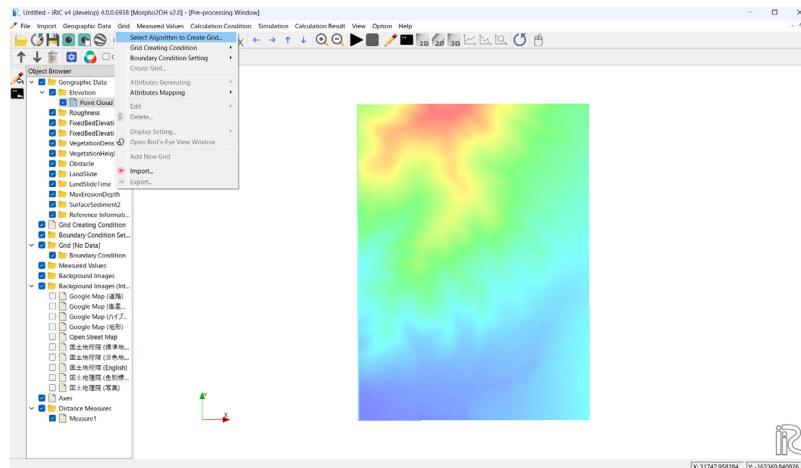 Untitled - iRIC v4 (develop) 4.0.0.6938 [Morpho2DH v2.0] - [Pre-processing Window]
File Import Geographic Data Grid Measured Values Calculation Condition Simulation Calculation Result View Option Help
Select Algorithm to Create Grid...
Grid Creating Condition
Boundary Condition Setting
Create Grid...
Attributes Generating
Attributes Mapping
Edit
Delete...
Display Setting...
Open Bird's-Eye View Window
Add New Grid
Import...
Export...
2D 2D 3D
Object Browser
Geographic Data
Elevation
Point Cloud
Roughness
FixedBedElevati
FixedBedElevati
VegetationDens
VegetationHeigl
Obstacle
LandSlide
LandSlideTime
MaxErosionDepth
SurfaceSediment2
Reference Informati...
Grid Creating Condition
Boundary Condition Set...
Grid [No Data]
Boundary Condition
Measured Values
Background Images
Background Images (Int...
Google Map (道路)
Google Map (衛星...
Google Map (ハイブ...
Google Map (地形)
Open Street Map
国土地理院 (標準地...
国土地理院 (淡色地...
国土地理院 (English)
国土地理院 (色別標...
国土地理院 (写真)
Axes
Distance Measures
Measure1
Y
X
X: 31747.958204 Y: -163369.840926